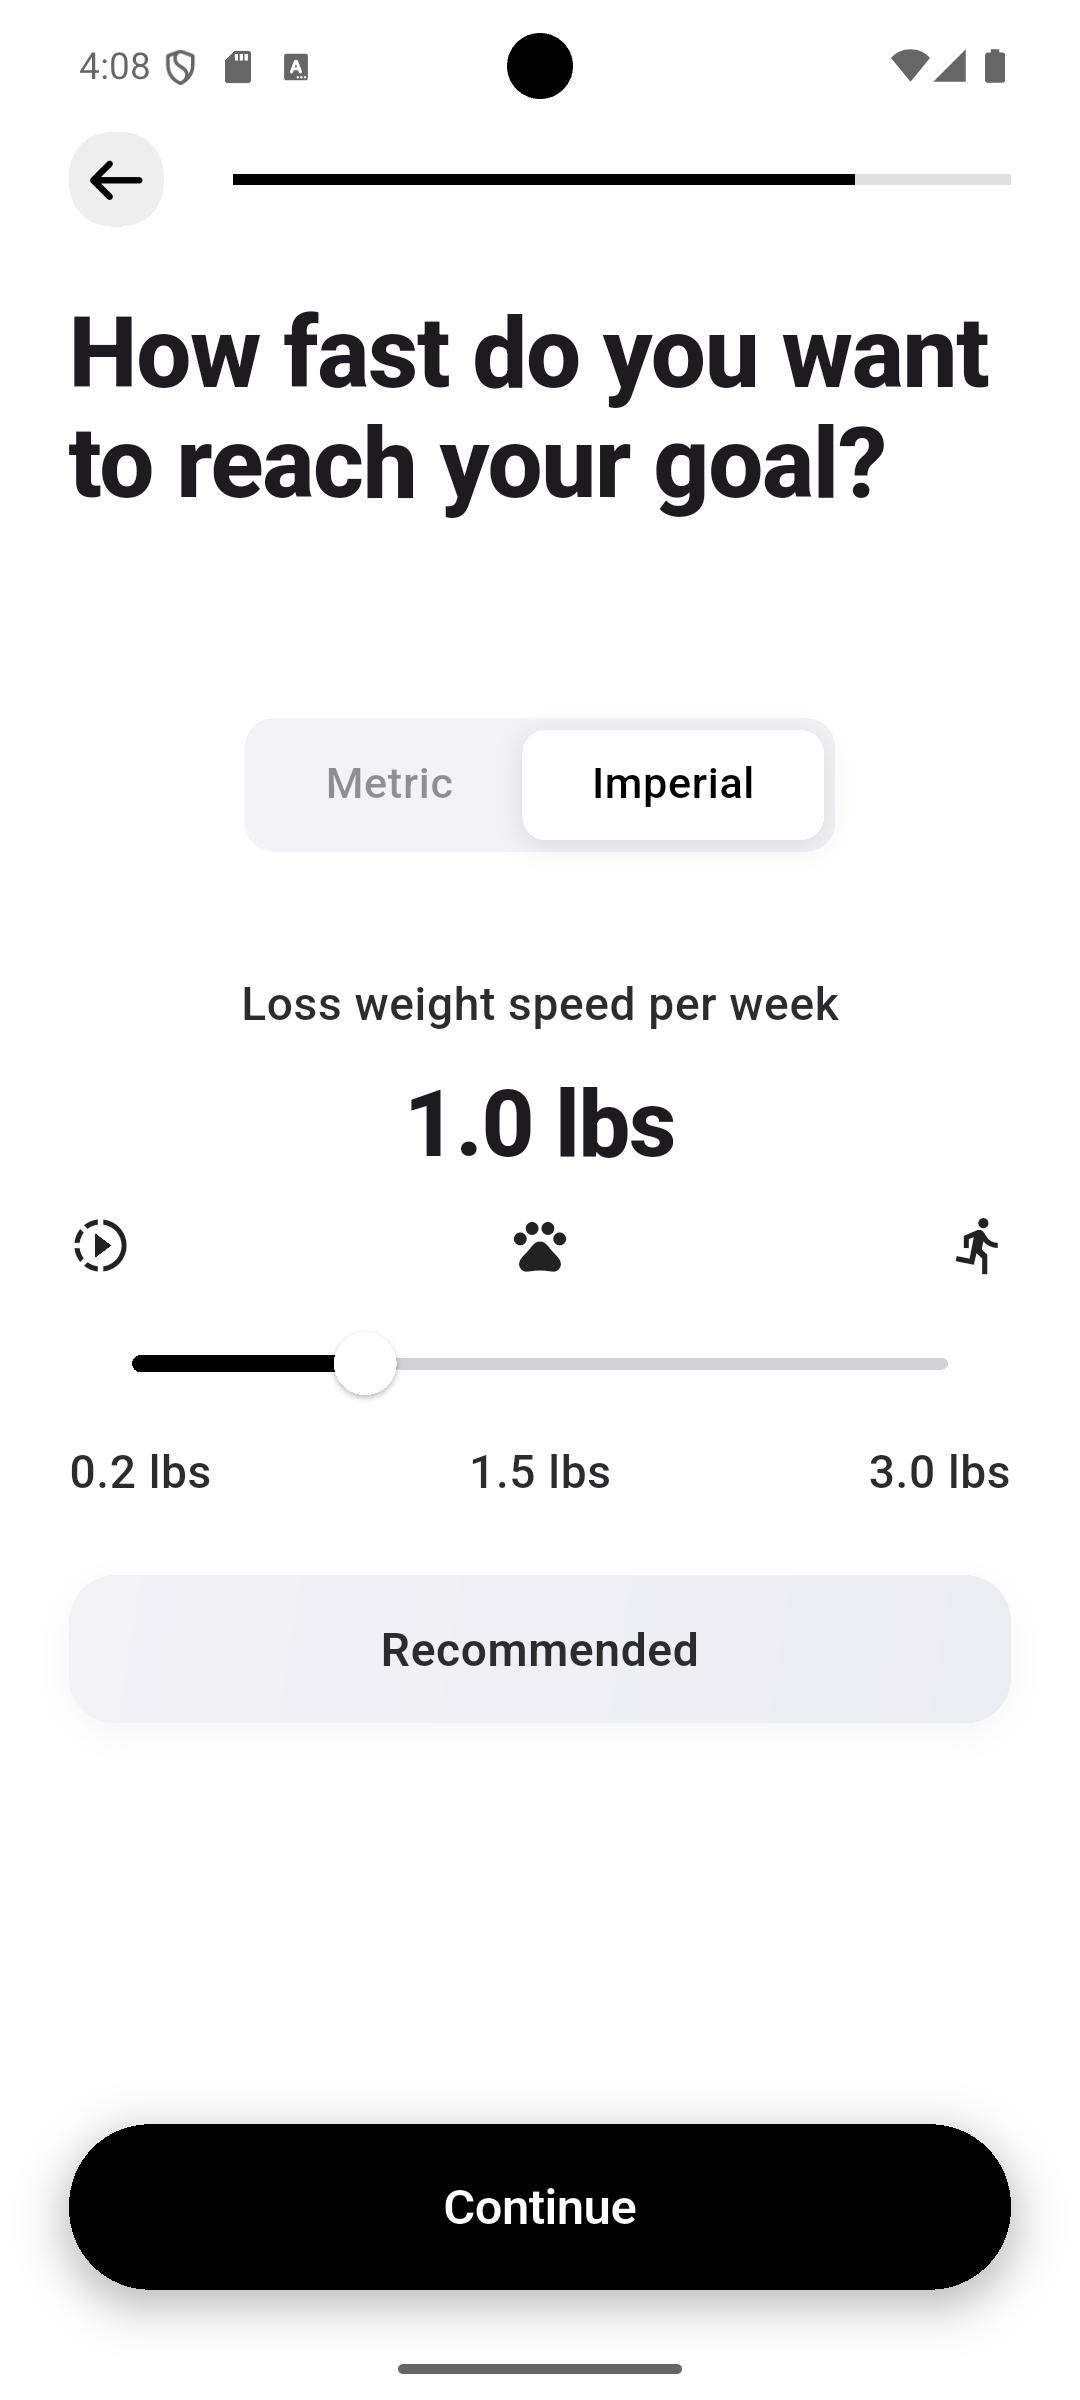 4:08
How fast do you want
to reach your goal?
Metric
Imperial
Loss weight speed per week
1.0 lbs
0.2 lbs
1.5 lbs
3.0 lbs
Recommended
Continue